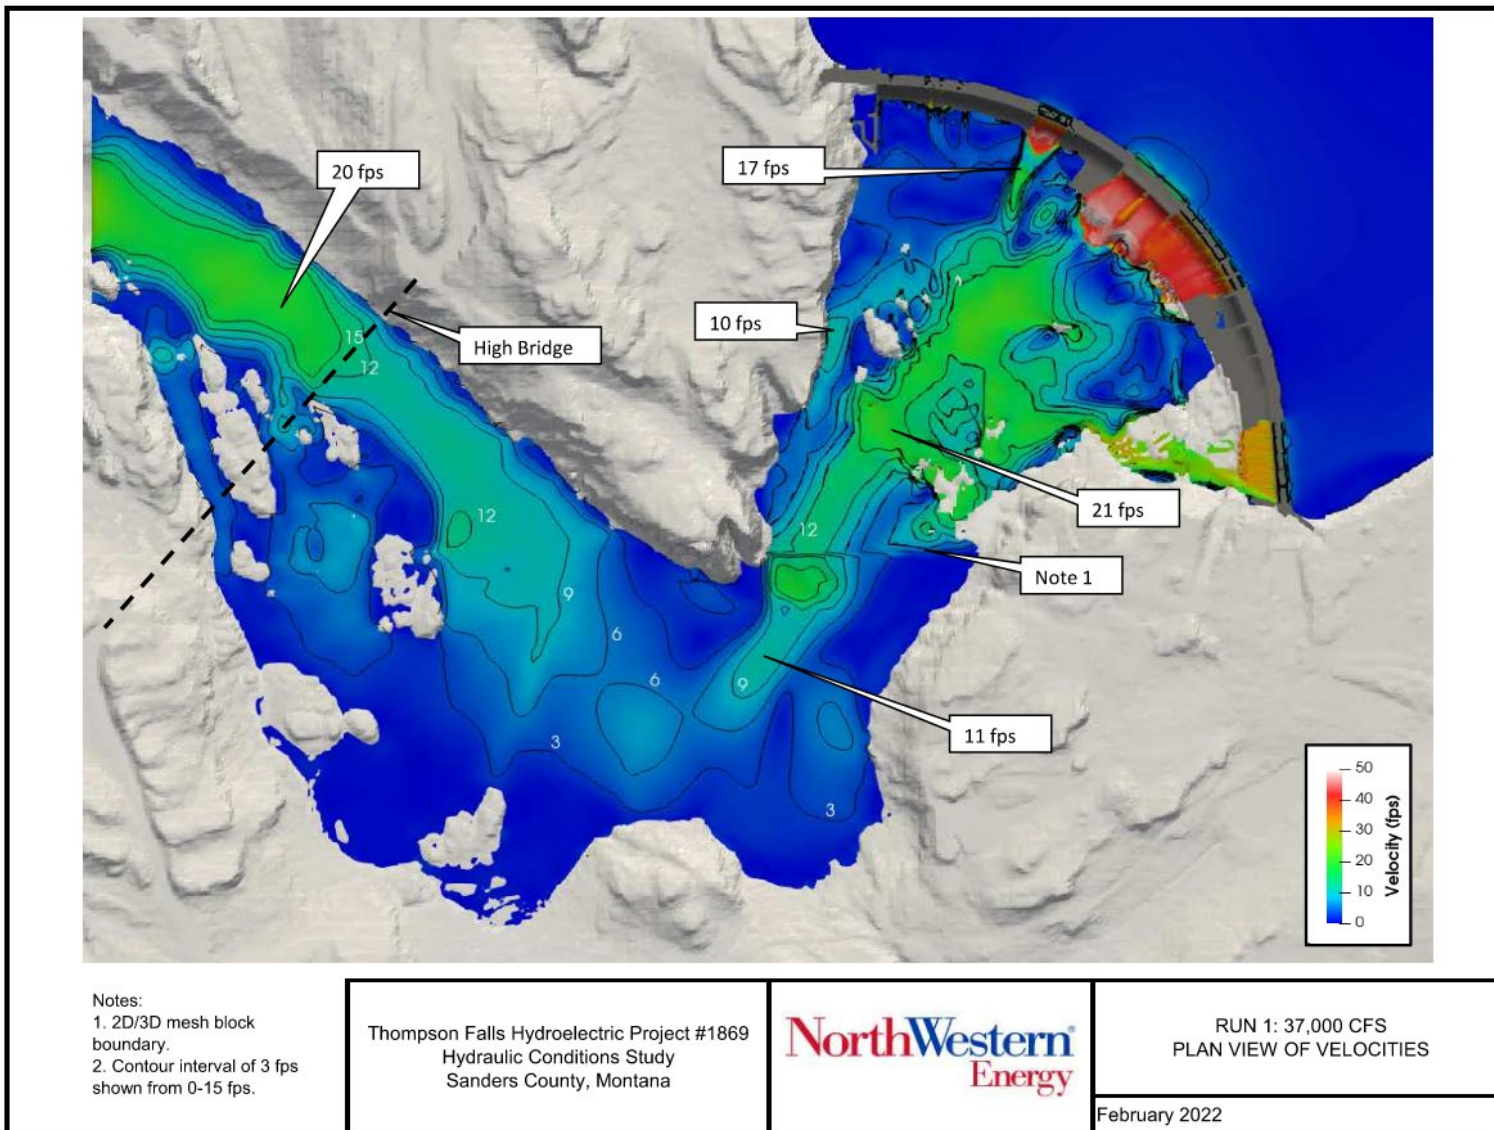 20 fps
17 fps
10 fps
High Bridge
15
12
12
12
21 fps
Note 1
9
6
6
9
11 fps
3
3
50
40
30
20
10
0
Velocity (fps)
Notes:
1. 2D/3D mesh block
boundary.
2. Contour interval of 3 fps
shown from 0-15 fps.
Thompson Falls Hydroelectric Project #1869
Hydraulic Conditions Study
Sanders County, Montana
NorthWestern®
Energy
RUN 1: 37,000 CFS
PLAN VIEW OF VELOCITIES
February 2022